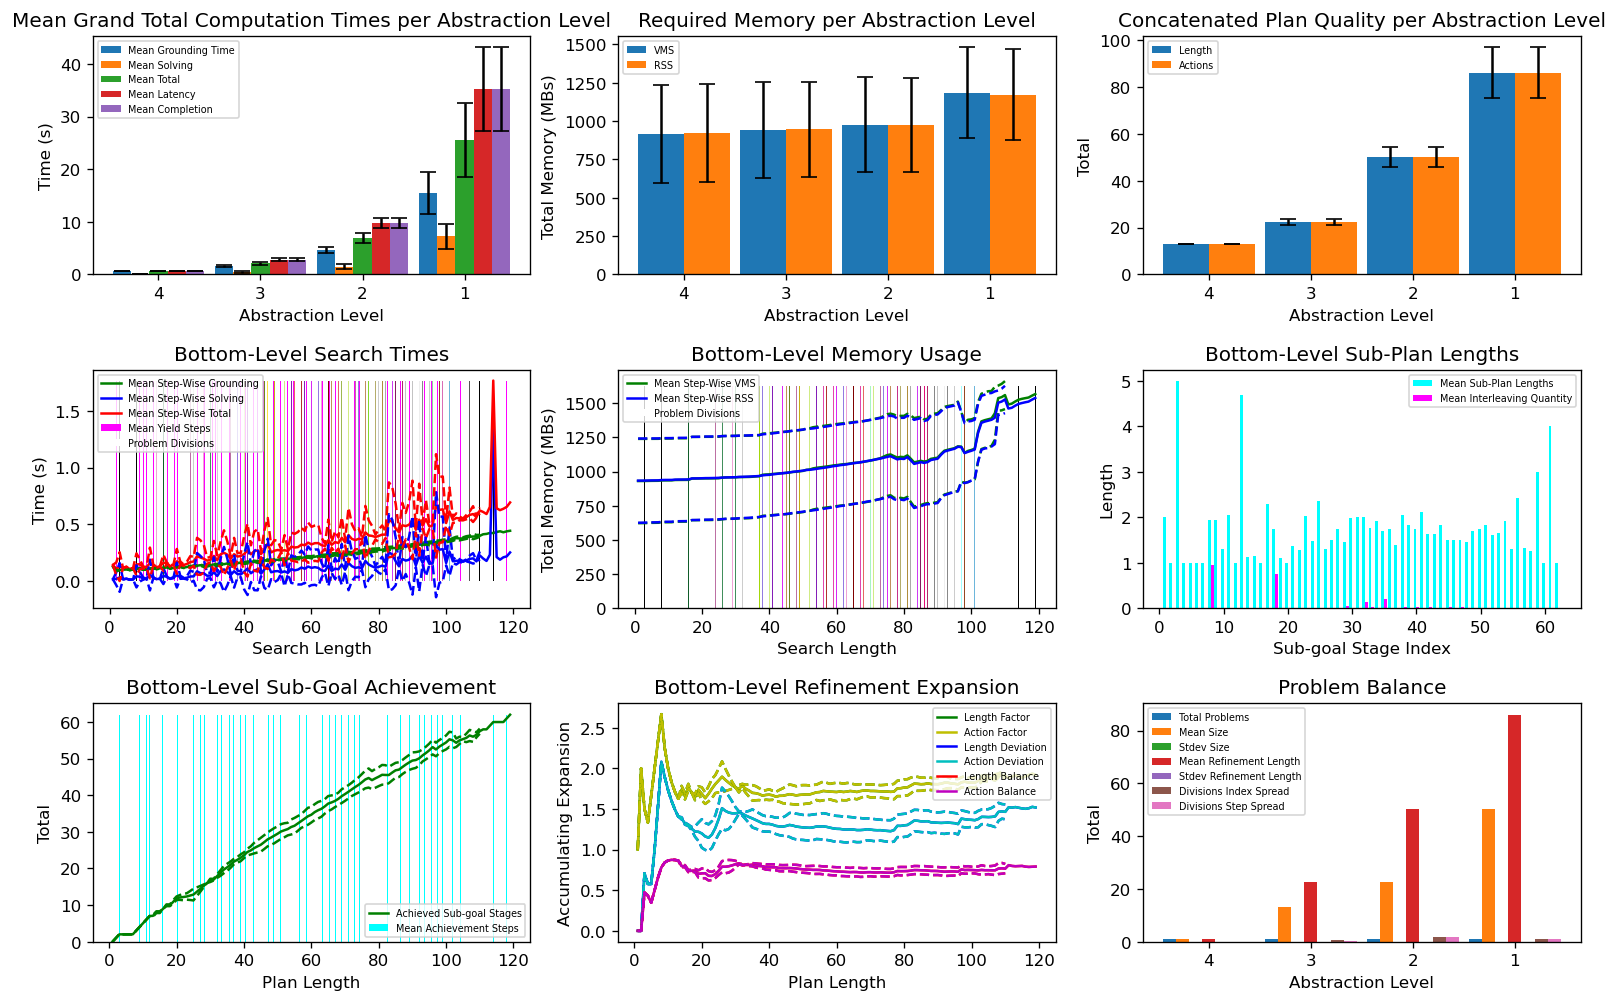 Mean Grand Total Computation Times per Abstraction Level
Time (s)
40
30
20
10
0
Mean Grounding Time
Mean Solving
Mean Total
Mean Latency
Mean Completion
4 3 2 1
Abstraction Level
Required Memory per Abstraction Level
Total Memory (MBs)
1500
1250
1000
750
500
250
0
VMS
RSS
4 3 2 1
Abstraction Level
Concatenated Plan Quality per Abstraction Level
Total
100
80
60
40
20
0
Length
Actions
4 3 2 1
Abstraction Level
Bottom-Level Search Times
Time (s)
1.5
1.0
0.5
0.0
Mean Step-Wise Grounding
Mean Step-Wise Solving
Mean Step-Wise Total
Mean Yield Steps
Problem Divisions
0 20 40 60 80 100 120
Search Length
Bottom-Level Memory Usage
Total Memory (MBs)
1500
1250
1000
750
500
250
0
Mean Step-Wise VMS
Mean Step-Wise RSS
Problem Divisions
0 20 40 60 80 100 120
Search Length
Bottom-Level Sub-Plan Lengths
Length
5
4
3
2
1
0
Mean Sub-Plan Lengths
Mean Interleaving Quantity
0 10 20 30 40 50 60
Sub-goal Stage Index
Bottom-Level Sub-Goal Achievement
Total
60
50
40
30
20
10
0
Achieved Sub-goal Stages
Mean Achievement Steps
0 20 40 60 80 100 120
Plan Length
Bottom-Level Refinement Expansion
Accumulating Expansion
2.5
2.0
1.5
1.0
0.5
0.0
Length Factor
Action Factor
Length Deviation
Action Deviation
Length Balance
Action Balance
0 20 40 60 80 100 120
Plan Length
Problem Balance
Total
80
60
40
20
0
Total Problems
Mean Size
Stdev Size
Mean Refinement Length
Stdev Refinement Length
Divisions Index Spread
Divisions Step Spread
4 3 2 1
Abstraction Level